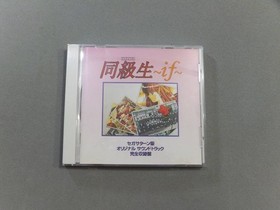 同級生~if~
セガサターン版
オリジナル サウンドトラック
完全収録盤